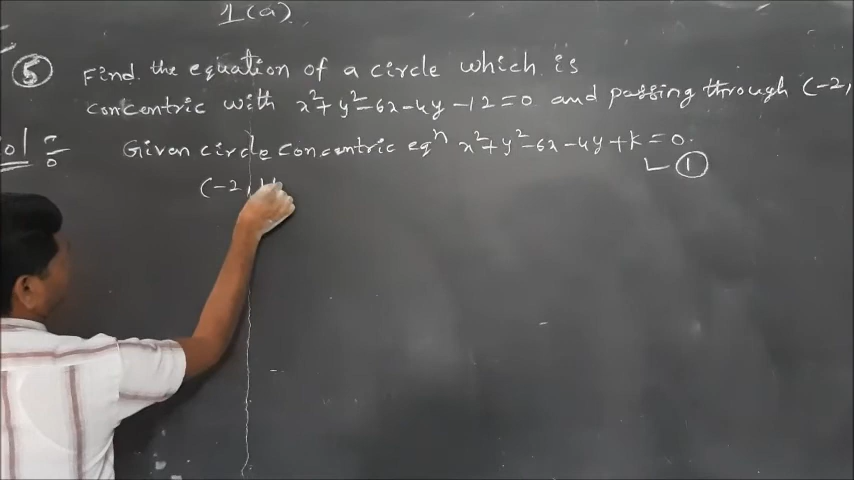 1(a)
5 Find the equation of a circle which is
concentric with x²+y²-6x-4y-12=0 and passing through (-2,
ol: Given circle concentric eqⁿ x²+y²-6x-4y+k=0.
1
(-2,